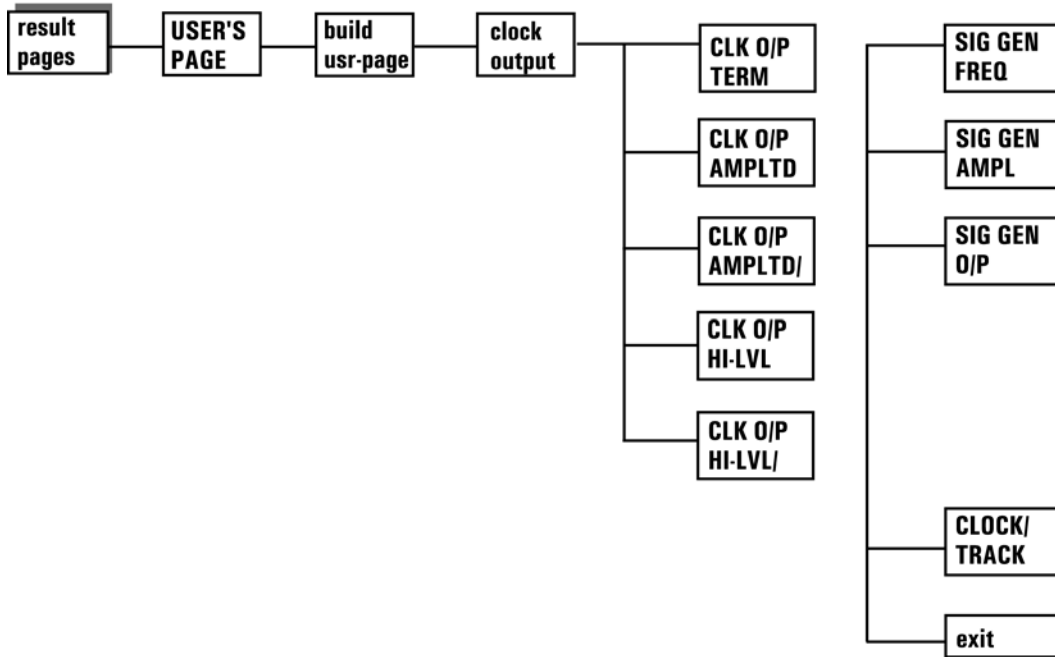 result
pages
USER'S
PAGE
build
usr-page
clock
output
CLK O/P
TERM
CLK O/P
AMPLTD
CLK O/P
AMPLTD/
CLK O/P
HI-LVL
CLK O/P
HI-LVL/
SIG GEN
FREQ
SIG GEN
AMPL
SIG GEN
O/P
CLOCK/
TRACK
exit